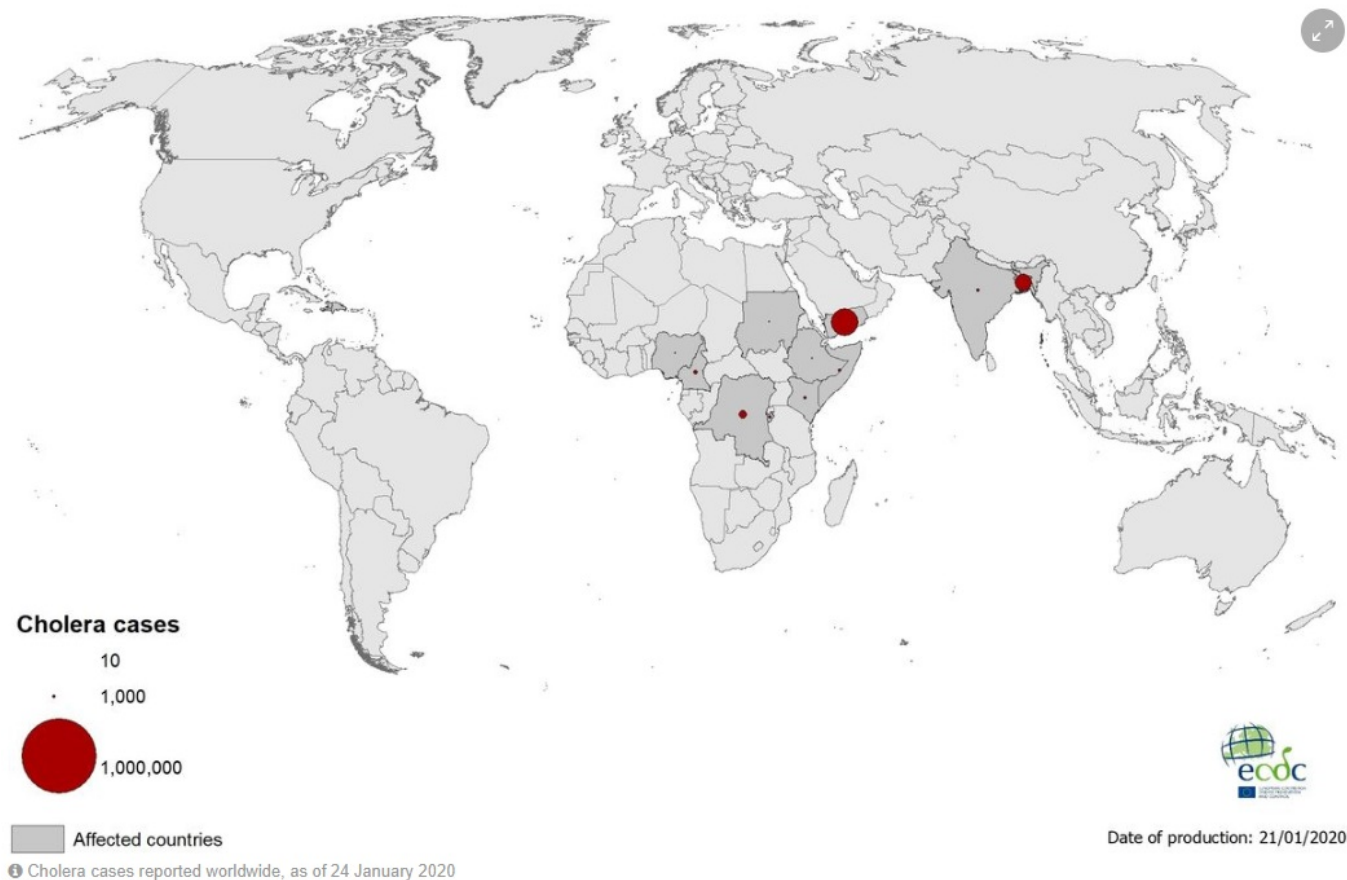 Cholera cases
10
1,000
1,000,000
Affected countries
ecdc
Date of production: 21/01/2020
Cholera cases reported worldwide, as of 24 January 2020